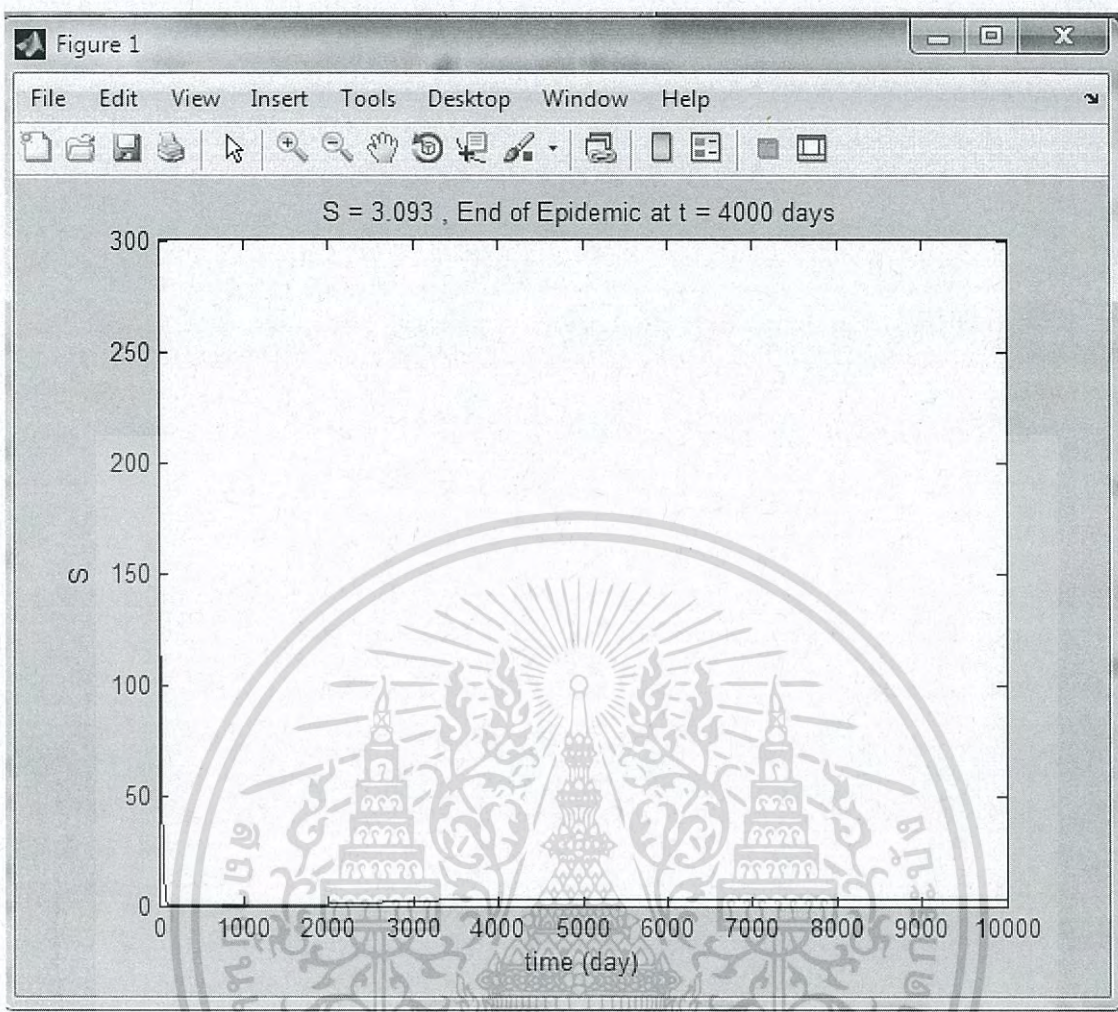 Figure 1
File Edit View Insert Tools Desktop Window Help
S = 3.093 , End of Epidemic at t = 4000 days
300
250
200
150
100
50
0
S
0 1000 2000 3000 4000 5000 6000 7000 8000 9000 10000
time (day)